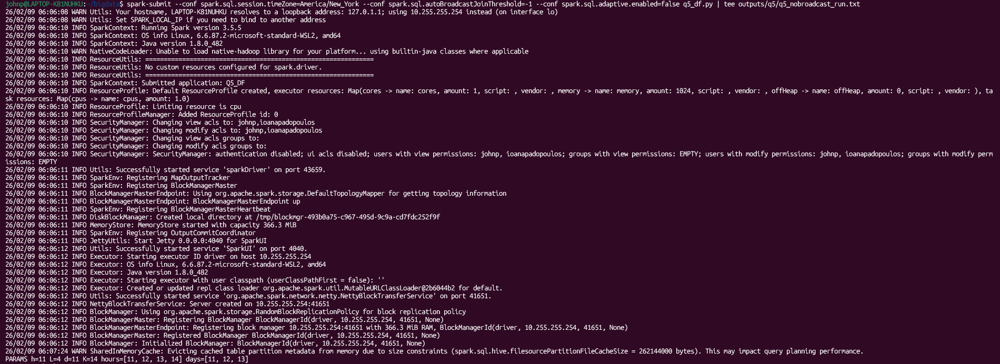 johnp@LAPTOP-K81NUHKU:~/bigdata$ spark-submit --conf spark.sql.session.timeZone=America/New_York --conf spark.sql.autoBroadcastJoinThreshold=-1 --conf spark.sql.adaptive.enabled=false q5_df.py | tee outputs/q5/q5_nobroadcast_run.txt
26/02/09 06:06:08 WARN Utils: Your hostname, LAPTOP-K81NUHKU resolves to a loopback address: 127.0.1.1; using 10.255.255.254 instead (on interface lo)
26/02/09 06:06:08 WARN Utils: Set SPARK_LOCAL_IP if you need to bind to another address
26/02/09 06:06:10 INFO SparkContext: Running Spark version 3.5.5
26/02/09 06:06:10 INFO SparkContext: OS info Linux, 6.6.87.2-microsoft-standard-WSL2, amd64
26/02/09 06:06:10 INFO SparkContext: Java version 1.8.0_482
26/02/09 06:06:10 WARN NativeCodeLoader: Unable to load native-hadoop library for your platform... using builtin-java classes where applicable
26/02/09 06:06:10 INFO ResourceUtils: ==============================================================
26/02/09 06:06:10 INFO ResourceUtils: No custom resources configured for spark.driver.
26/02/09 06:06:10 INFO ResourceUtils: ==============================================================
26/02/09 06:06:10 INFO SparkContext: Submitted application: Q5_DF
26/02/09 06:06:10 INFO ResourceProfile: Default ResourceProfile created, executor resources: Map(cores -> name: cores, amount: 1, script: , vendor: , memory -> name: memory, amount: 1024, script: , vendor: , offHeap -> name: offHeap, amount: 0, script: , vendor: ), ta
sk resources: Map(cpus -> name: cpus, amount: 1.0)
26/02/09 06:06:10 INFO ResourceProfile: Limiting resource is cpu
26/02/09 06:06:10 INFO ResourceProfileManager: Added ResourceProfile id: 0
26/02/09 06:06:10 INFO SecurityManager: Changing view acls to: johnp,ioanapadopoulos
26/02/09 06:06:10 INFO SecurityManager: Changing modify acls to: johnp,ioanapadopoulos
26/02/09 06:06:10 INFO SecurityManager: Changing view acls groups to:
26/02/09 06:06:10 INFO SecurityManager: Changing modify acls groups to:
26/02/09 06:06:10 INFO SecurityManager: SecurityManager: authentication disabled; ui acls disabled; users with view permissions: johnp, ioanapadopoulos; groups with view permissions: EMPTY; users with modify permissions: johnp, ioanapadopoulos; groups with modify perm
issions: EMPTY
26/02/09 06:06:11 INFO Utils: Successfully started service 'sparkDriver' on port 43659.
26/02/09 06:06:11 INFO SparkEnv: Registering MapOutputTracker
26/02/09 06:06:11 INFO SparkEnv: Registering BlockManagerMaster
26/02/09 06:06:11 INFO BlockManagerMasterEndpoint: Using org.apache.spark.storage.DefaultTopologyMapper for getting topology information
26/02/09 06:06:11 INFO BlockManagerMasterEndpoint: BlockManagerMasterEndpoint up
26/02/09 06:06:11 INFO SparkEnv: Registering BlockManagerMasterHeartbeat
26/02/09 06:06:11 INFO DiskBlockManager: Created local directory at /tmp/blockmgr-493b0a75-c967-495d-9c9a-cd7fdc252f9f
26/02/09 06:06:11 INFO MemoryStore: MemoryStore started with capacity 366.3 MiB
26/02/09 06:06:11 INFO SparkEnv: Registering OutputCommitCoordinator
26/02/09 06:06:11 INFO JettyUtils: Start Jetty 0.0.0.0:4040 for SparkUI
26/02/09 06:06:12 INFO Utils: Successfully started service 'SparkUI' on port 4040.
26/02/09 06:06:12 INFO Executor: Starting executor ID driver on host 10.255.255.254
26/02/09 06:06:12 INFO Executor: OS info Linux, 6.6.87.2-microsoft-standard-WSL2, amd64
26/02/09 06:06:12 INFO Executor: Java version 1.8.0_482
26/02/09 06:06:12 INFO Executor: Starting executor with user classpath (userClassPathFirst = false): ''
26/02/09 06:06:12 INFO Executor: Created or updated repl class loader org.apache.spark.util.MutableURLClassLoader@2b6044b2 for default.
26/02/09 06:06:12 INFO Utils: Successfully started service 'org.apache.spark.network.netty.NettyBlockTransferService' on port 41651.
26/02/09 06:06:12 INFO NettyBlockTransferService: Server created on 10.255.255.254:41651
26/02/09 06:06:12 INFO BlockManager: Using org.apache.spark.storage.RandomBlockReplicationPolicy for block replication policy
26/02/09 06:06:12 INFO BlockManagerMaster: Registering BlockManager BlockManagerId(driver, 10.255.255.254, 41651, None)
26/02/09 06:06:12 INFO BlockManagerMasterEndpoint: Registering block manager 10.255.255.254:41651 with 366.3 MiB RAM, BlockManagerId(driver, 10.255.255.254, 41651, None)
26/02/09 06:06:12 INFO BlockManagerMaster: Registered BlockManager BlockManagerId(driver, 10.255.255.254, 41651, None)
26/02/09 06:06:12 INFO BlockManager: Initialized BlockManager: BlockManagerId(driver, 10.255.255.254, 41651, None)
26/02/09 06:07:24 WARN SharedInMemoryCache: Evicting cached table partition metadata from memory due to size constraints (spark.sql.hive.filesourcePartitionFileCacheSize = 262144000 bytes). This may impact query planning performance.
PARAMS h=11 L=4 d=11 K=14 hours=[11, 12, 13, 14] days=[11, 12, 13]